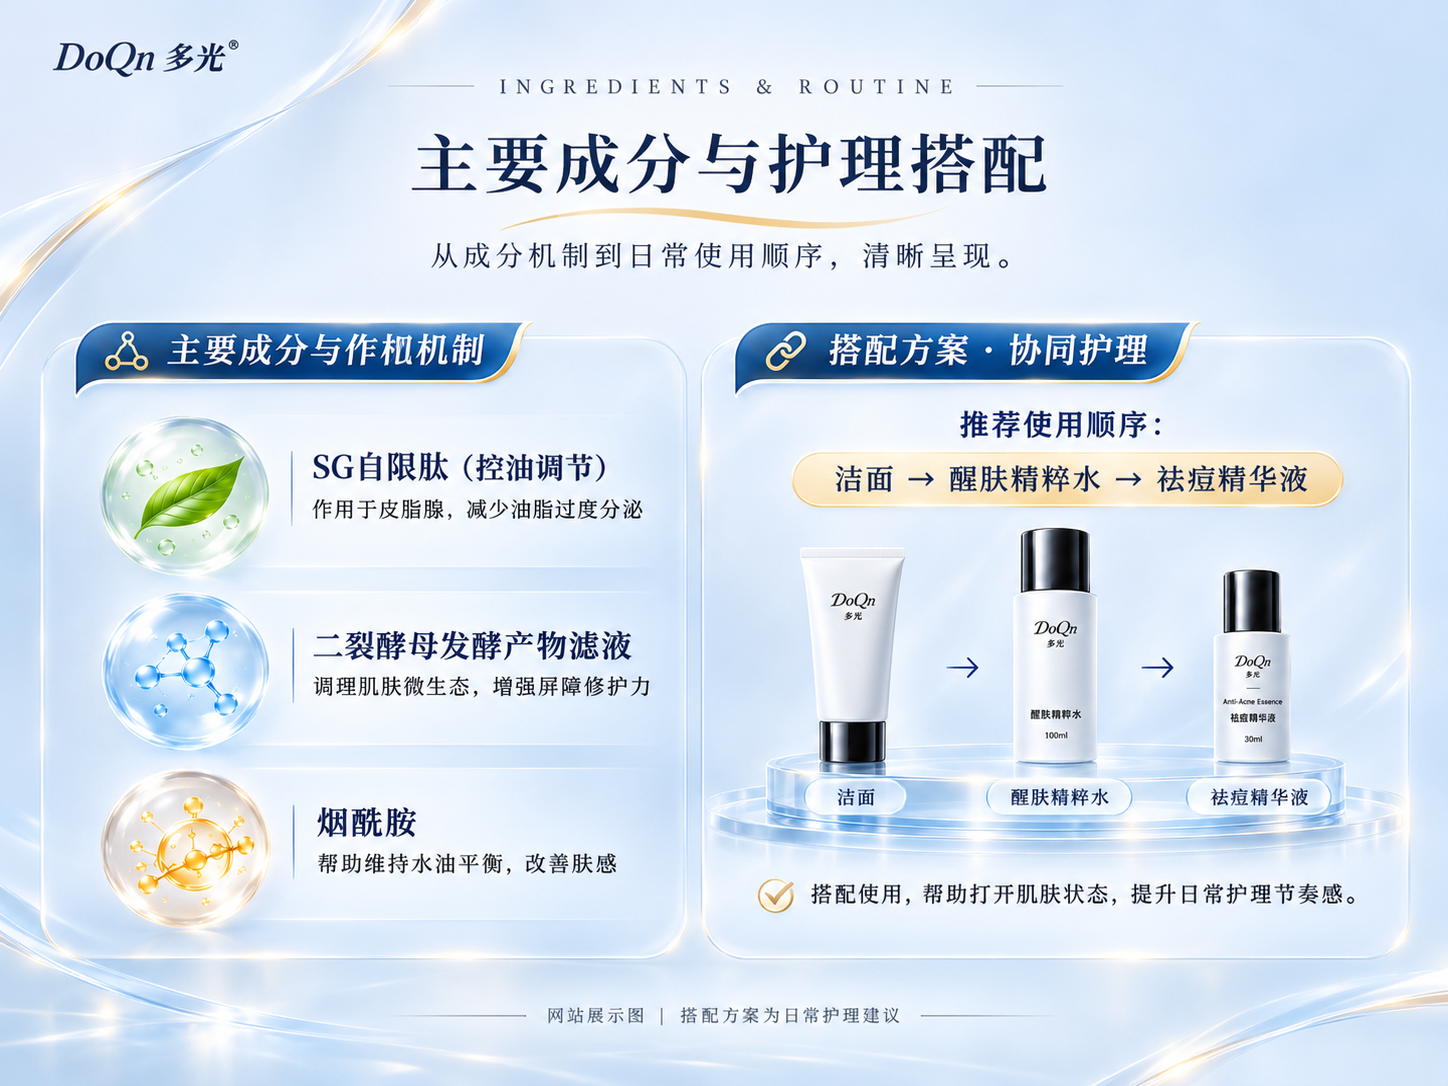 DoQn 多光®
INGREDIENTS & ROUTINE
主要成分与护理搭配
从成分机制到日常使用顺序，清晰呈现。
主要成分与作机制
SG自限肽（控油调节）
作用于皮脂腺，减少油脂过度分泌
二裂酵母发酵产物滤液
调理肌肤微生态，增强屏障修护力
烟酰胺
帮助维持水油平衡，改善肤感
搭配方案·协同护理
推荐使用顺序：
洁面 → 醒肤精粹水 → 祛痘精华液
DoQn
多光
DoQn
多光
醒肤精粹水
100ml
DoQn
多光
Anti-Acne Essence
祛痘精华液
30ml
洁面
醒肤精粹水
祛痘精华液
搭配使用，帮助打开肌肤状态，提升日常护理节奏感。
网站展示图 | 搭配方案为日常护理建议